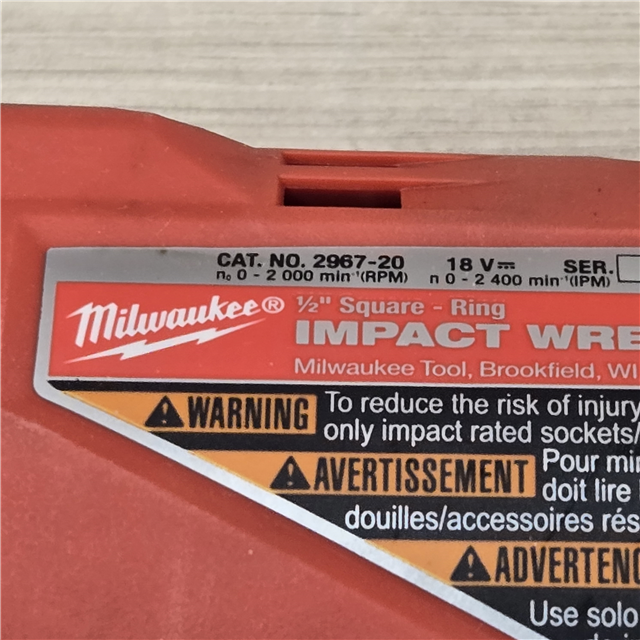 CAT. NO. 2967-20 18 V⎓ SER.
n₀ 0 - 2 000 min⁻¹(RPM) n 0 - 2 400 min⁻¹(IPM)
Milwaukee® ½" Square - Ring
IMPACT WRE
Milwaukee Tool, Brookfield, WI
⚠WARNING To reduce the risk of injury
only impact rated sockets/
⚠AVERTISSEMENT Pour
doit lire
douilles/accessoires rés
⚠ADVERTENC
Use solo